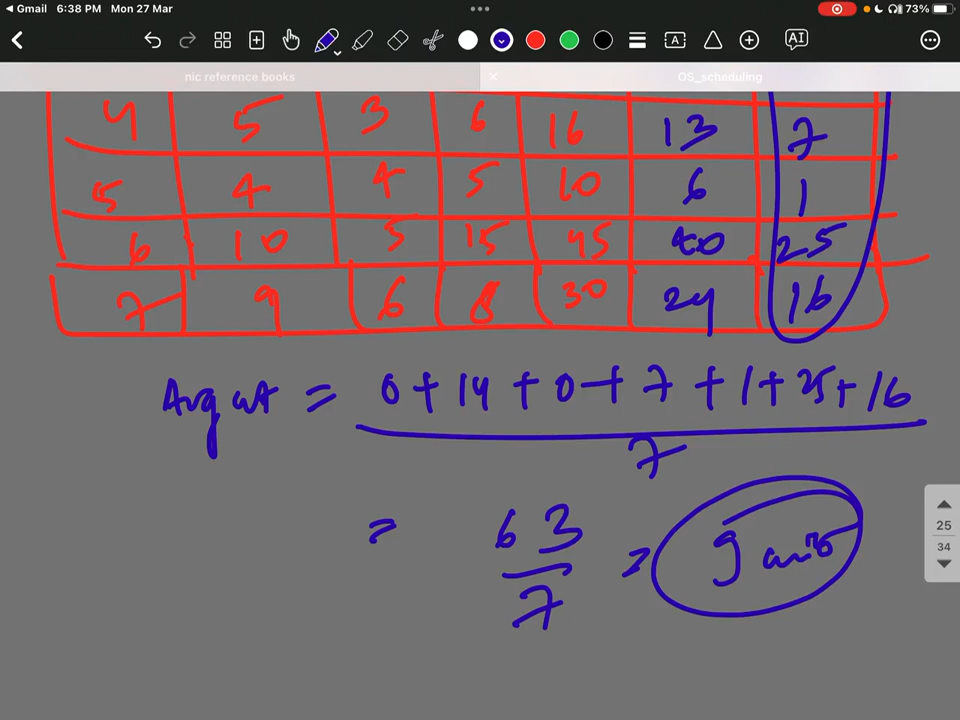 Gmail 6:38 PM Mon 27 Mar 73%
A AI
nic reference books OS_scheduling
4 5 3 6 16 13 7
5 4 4 5 10 6 1
6 10 5 15 45 40 25
7 9 6 8 30 24 16
Avg wt = 0 + 14 + 0 + 7 + 1 + 25 + 16
7
25
= 63 = 9
34
7